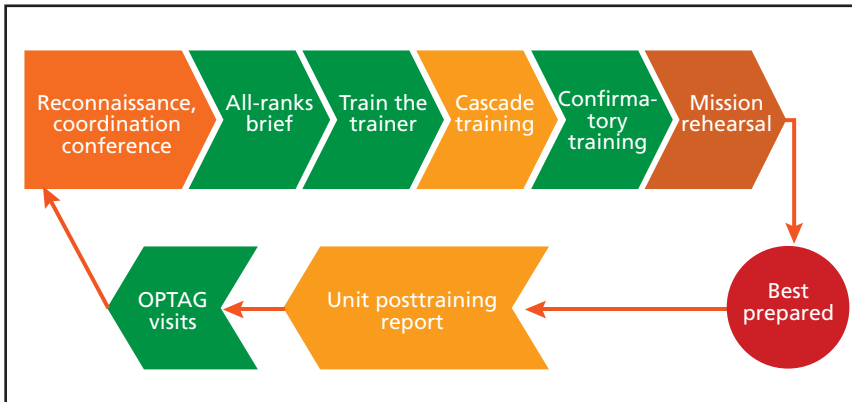 Reconnaissance,
coordination
conference
All-ranks
brief
Train the
trainer
Cascade
training
Confirma-
tory
training
Mission
rehearsal
Best
prepared
Unit posttraining
report
OPTAG
visits